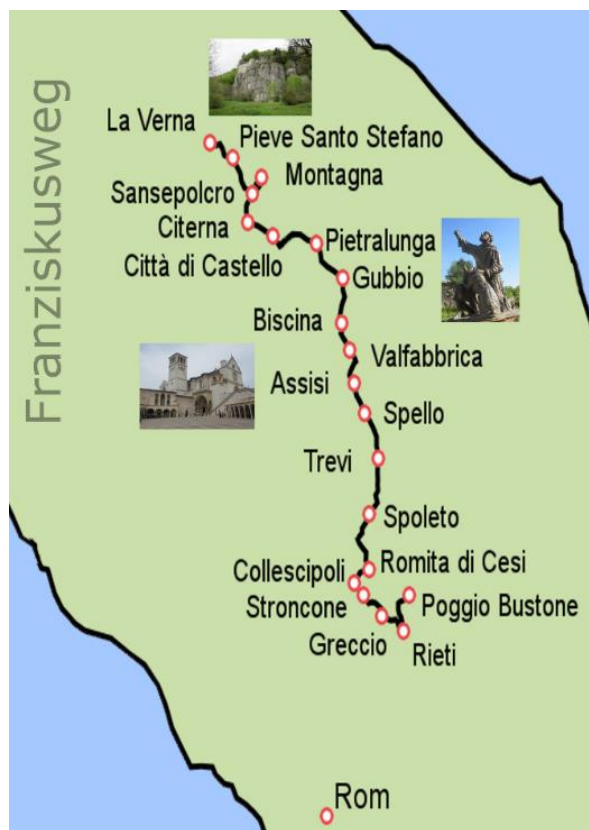 Franziskusweg
La Verna
Pieve Santo Stefano
Montagna
Sansepolcro
Citerna
Città di Castello
Pietralunga
Gubbio
Biscina
Valfabbrica
Assisi
Spello
Trevi
Spoleto
Romita di Cesi
Collescipoli
Stroncone
Poggio Bustone
Greccio
Rieti
Rom